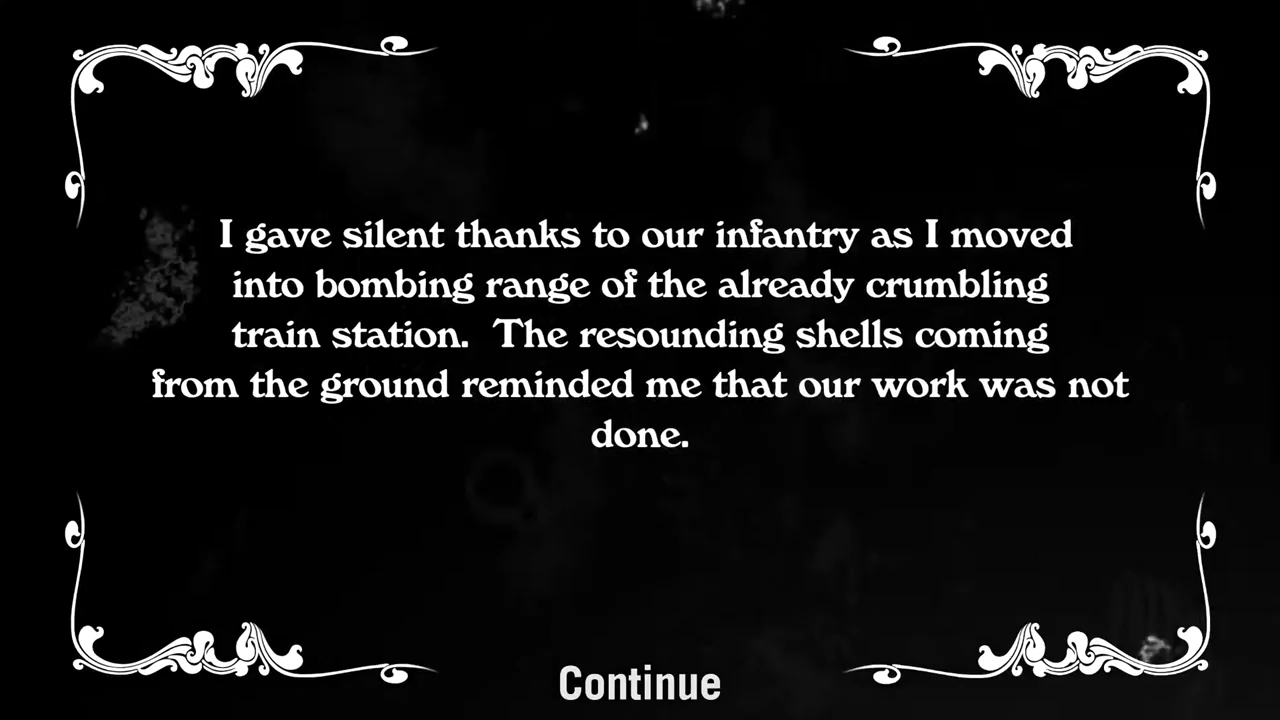 I gave silent thanks to our infantry as I moved
into bombing range of the already crumbling
train station.  The resounding shells coming
from the ground reminded me that our work was not
done.
Continue